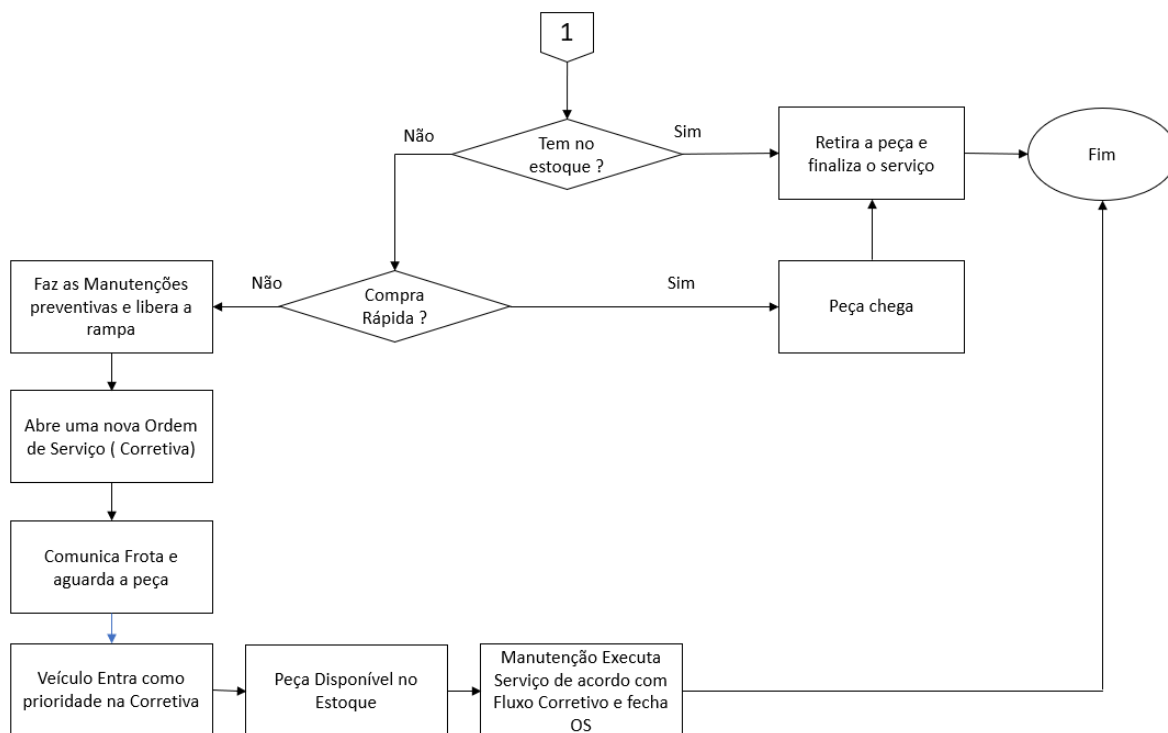 1
Não
Tem no
estoque ?
Sim
Retira a peça e
finaliza o serviço
Fim
Faz as Manutenções
preventivas e libera a
rampa
Não
Compra
Rápida ?
Sim
Peça chega
Abre uma nova Ordem
de Serviço ( Corretiva)
Comunica Frota e
aguarda a peça
Veículo Entra como
prioridade na Corretiva
Peça Disponível no
Estoque
Manutenção Executa
Serviço de acordo com
Fluxo Corretivo e fecha
OS